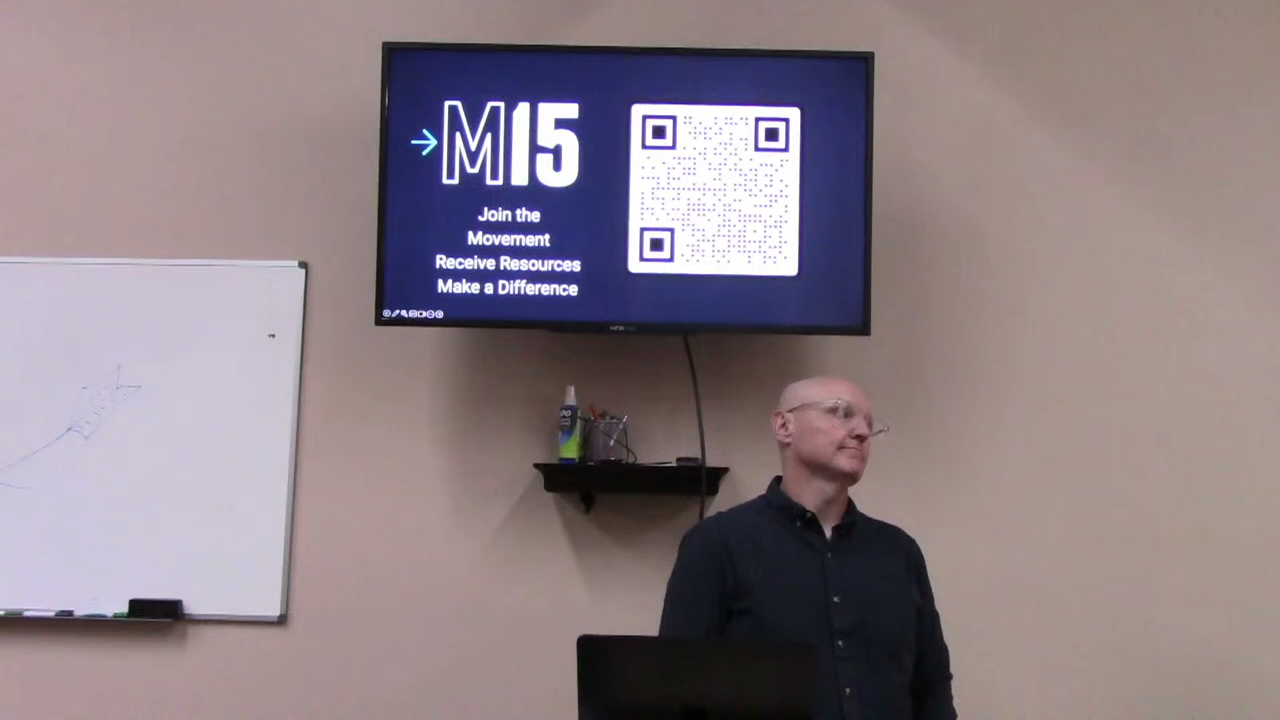 M15
Join the
Movement
Receive Resources
Make a Difference